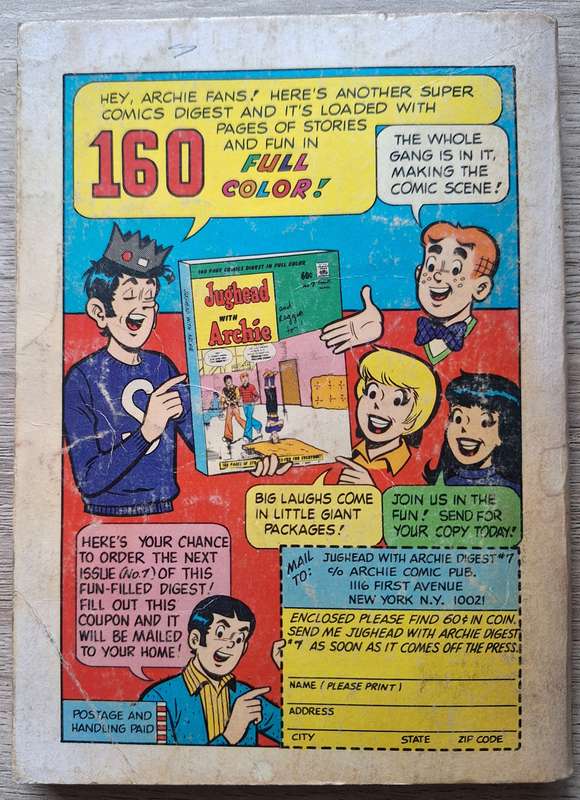 HEY, ARCHIE FANS! HERE'S ANOTHER SUPER
COMICS DIGEST AND IT'S LOADED WITH
160 PAGES OF STORIES
AND FUN IN
FULL
COLOR!
THE WHOLE
GANG IS IN IT,
MAKING THE
COMIC SCENE!
160 PAGE COMICS DIGEST IN FULL COLOR
60¢
Jughead
WITH
Archie
and
Reggie
too
JUGHEAD WITH ARCHIE
S
BIG LAUGHS COME
IN LITTLE GIANT
PACKAGES!
JOIN US IN THE
FUN! SEND FOR
YOUR COPY TODAY!
HERE'S YOUR CHANCE
TO ORDER THE NEXT
ISSUE (No.7) OF THIS
FUN-FILLED DIGEST!
FILL OUT THIS
COUPON AND IT
WILL BE MAILED
TO YOUR HOME!
POSTAGE AND
HANDLING PAID
MAIL
TO:
JUGHEAD WITH ARCHIE DIGEST #7
c/o ARCHIE COMIC PUB.
1116 FIRST AVENUE
NEW YORK N.Y. 10021
ENCLOSED PLEASE FIND 60¢ IN COIN.
SEND ME JUGHEAD WITH ARCHIE DIGEST
#7 AS SOON AS IT COMES OFF THE PRESS.
NAME (PLEASE PRINT)
ADDRESS
CITY STATE ZIP CODE